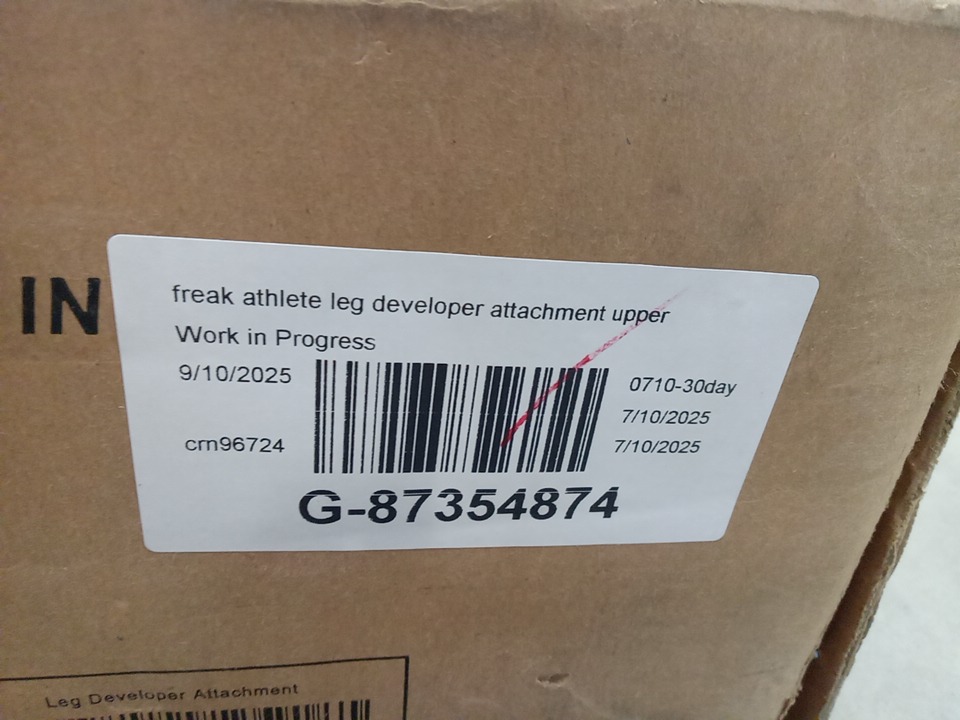 IN
freak athlete leg developer attachment upper
Work in Progress
9/10/2025
0710-30day
7/10/2025
crn96724
7/10/2025
G-87354874
Leg Developer Attachment